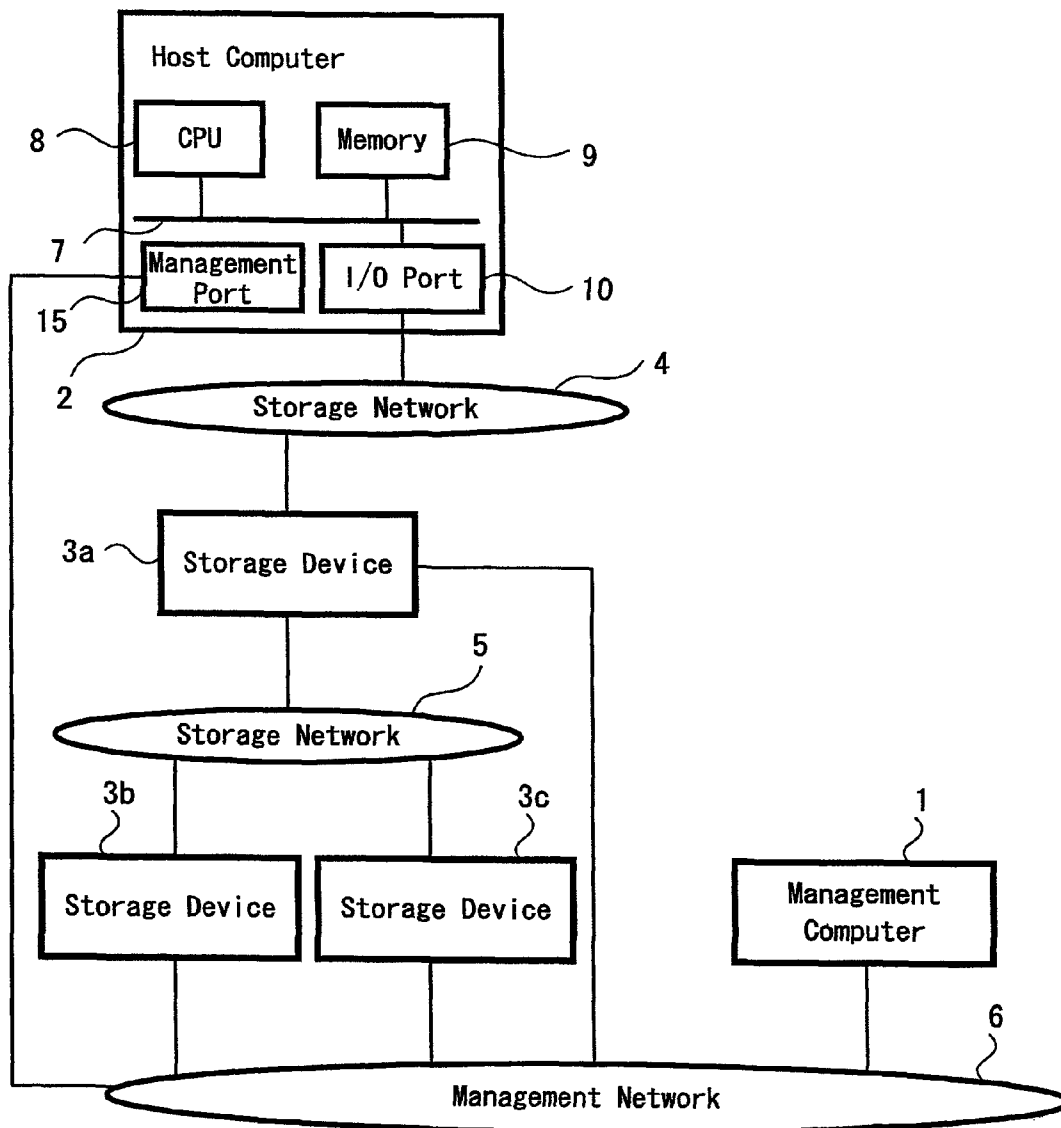 Host Computer
CPU
Memory
8
9
7
Management
Port
I/O Port
10
15
2
4
Storage Network
3a
Storage Device
5
Storage Network
3b
3c
1
Storage Device
Storage Device
Management
Computer
6
Management Network